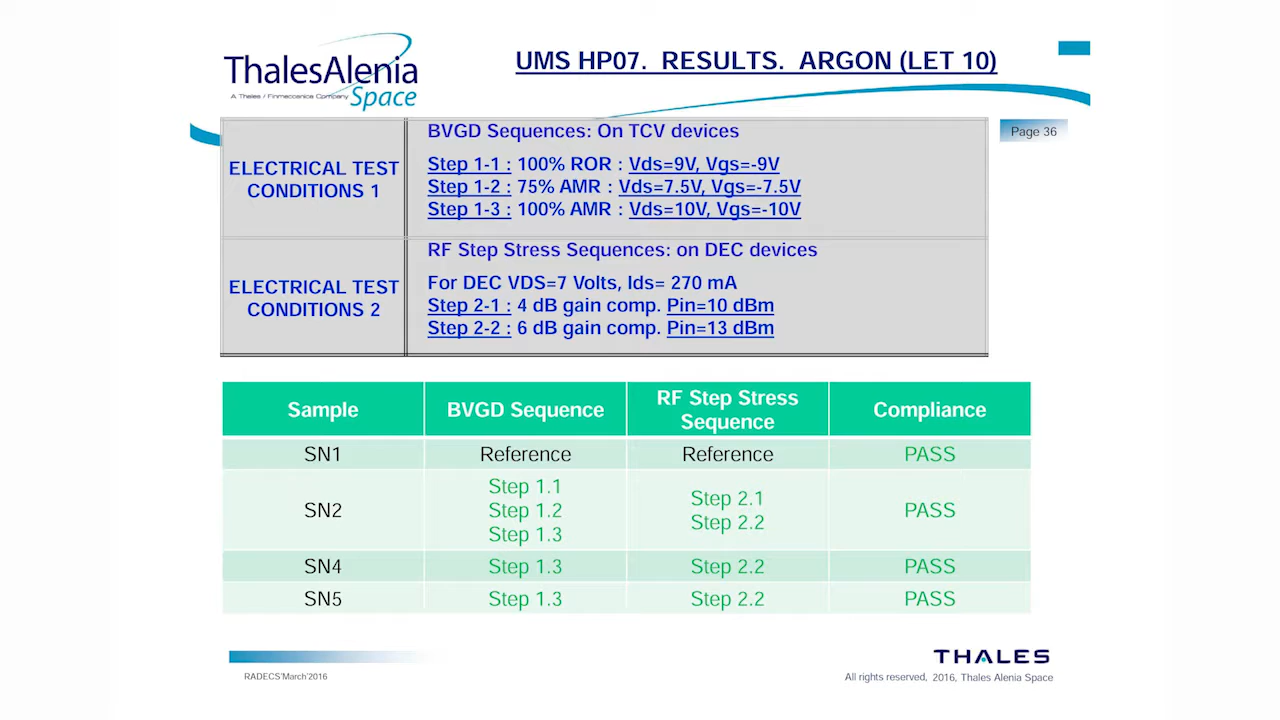 ThalesAlenia
A Thales / Finmeccanica Company
Space
UMS HP07. RESULTS. ARGON (LET 10)
Page 36
ELECTRICAL TEST
CONDITIONS 1
BVGD Sequences: On TCV devices
Step 1-1 : 100% ROR : Vds=9V, Vgs=-9V
Step 1-2 : 75% AMR : Vds=7.5V, Vgs=-7.5V
Step 1-3 : 100% AMR : Vds=10V, Vgs=-10V
ELECTRICAL TEST
CONDITIONS 2
RF Step Stress Sequences: on DEC devices
For DEC VDS=7 Volts, Ids= 270 mA
Step 2-1 : 4 dB gain comp. Pin=10 dBm
Step 2-2 : 6 dB gain comp. Pin=13 dBm
Sample BVGD Sequence RF Step Stress Sequence Compliance
SN1 Reference Reference PASS
SN2
Step 1.1
Step 1.2
Step 1.3
Step 2.1
Step 2.2
PASS
SN4 Step 1.3 Step 2.2 PASS
SN5 Step 1.3 Step 2.2 PASS
RADECS'March'2016
THALES
All rights reserved, 2016, Thales Alenia Space